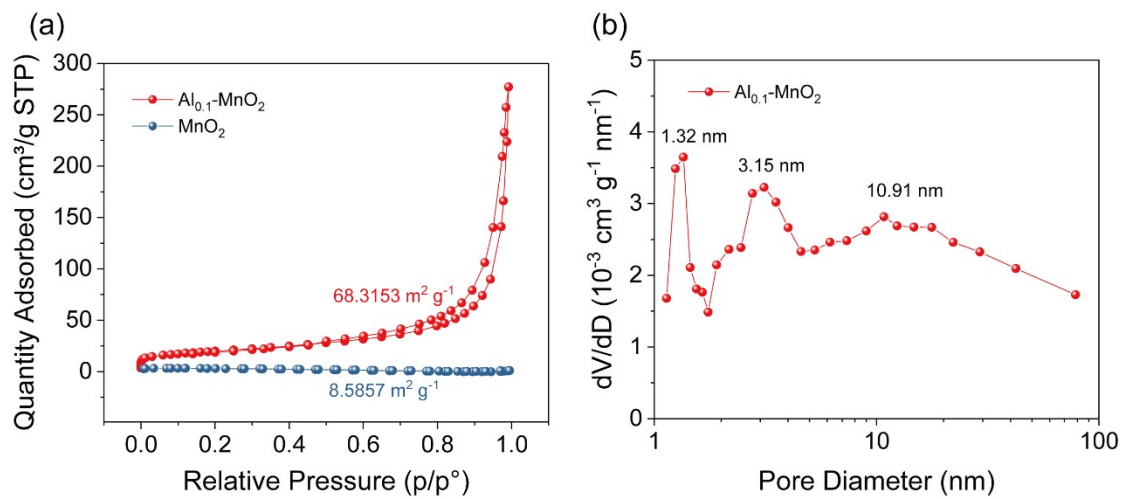 (a)
Quantity Adsorbed (cm³/g STP)
300
250
200
150
100
50
0
Al₀.₁-MnO₂
MnO₂
68.3153 m² g⁻¹
8.5857 m² g⁻¹
0.0 0.2 0.4 0.6 0.8 1.0
Relative Pressure (p/p°)
(b)
dV/dD (10⁻³ cm³ g⁻¹ nm⁻¹)
5
4
3
2
1
0
Al₀.₁-MnO₂
1.32 nm
3.15 nm
10.91 nm
1 10 100
Pore Diameter (nm)